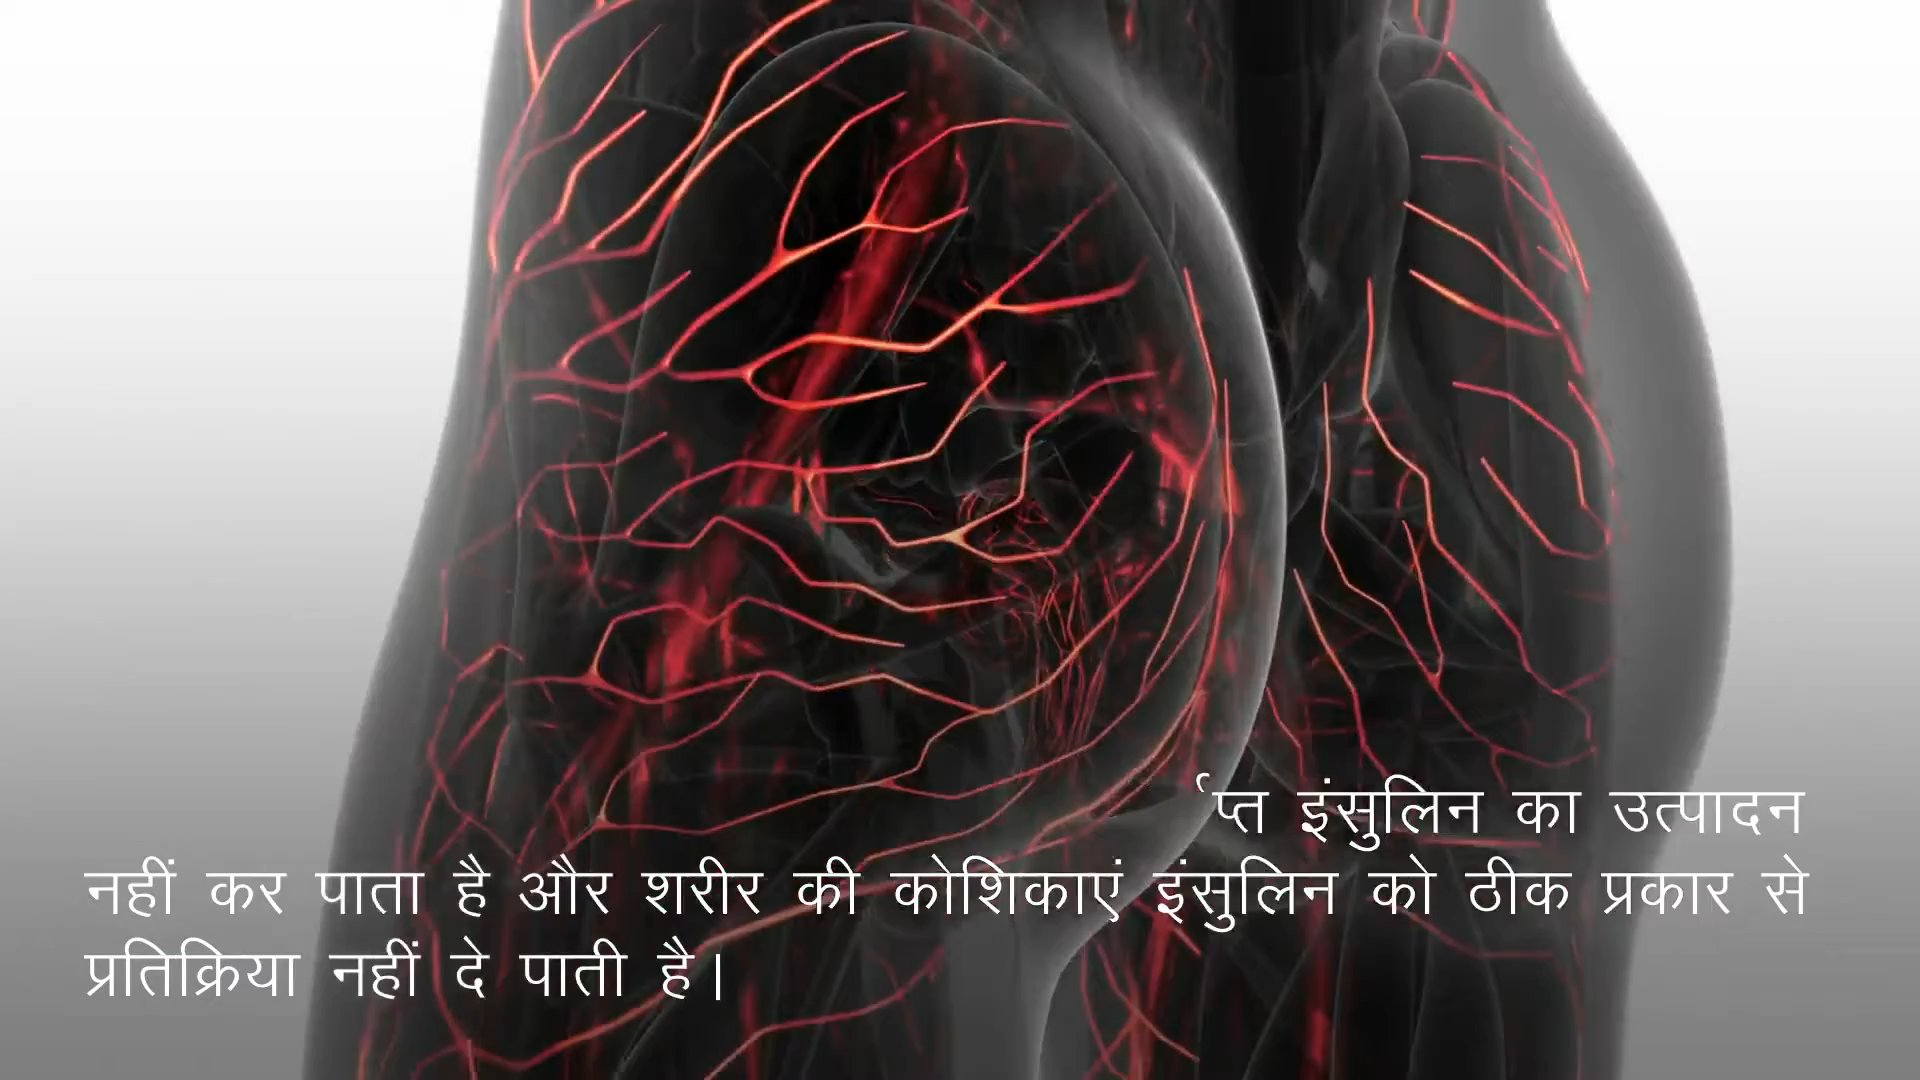 इंसुलिन का उत्पादन
नहीं कर पाता है और शरीर की कोशिकाएं इंसुलिन को ठीक प्रकार से
प्रतिक्रिया नहीं दे पाती है।